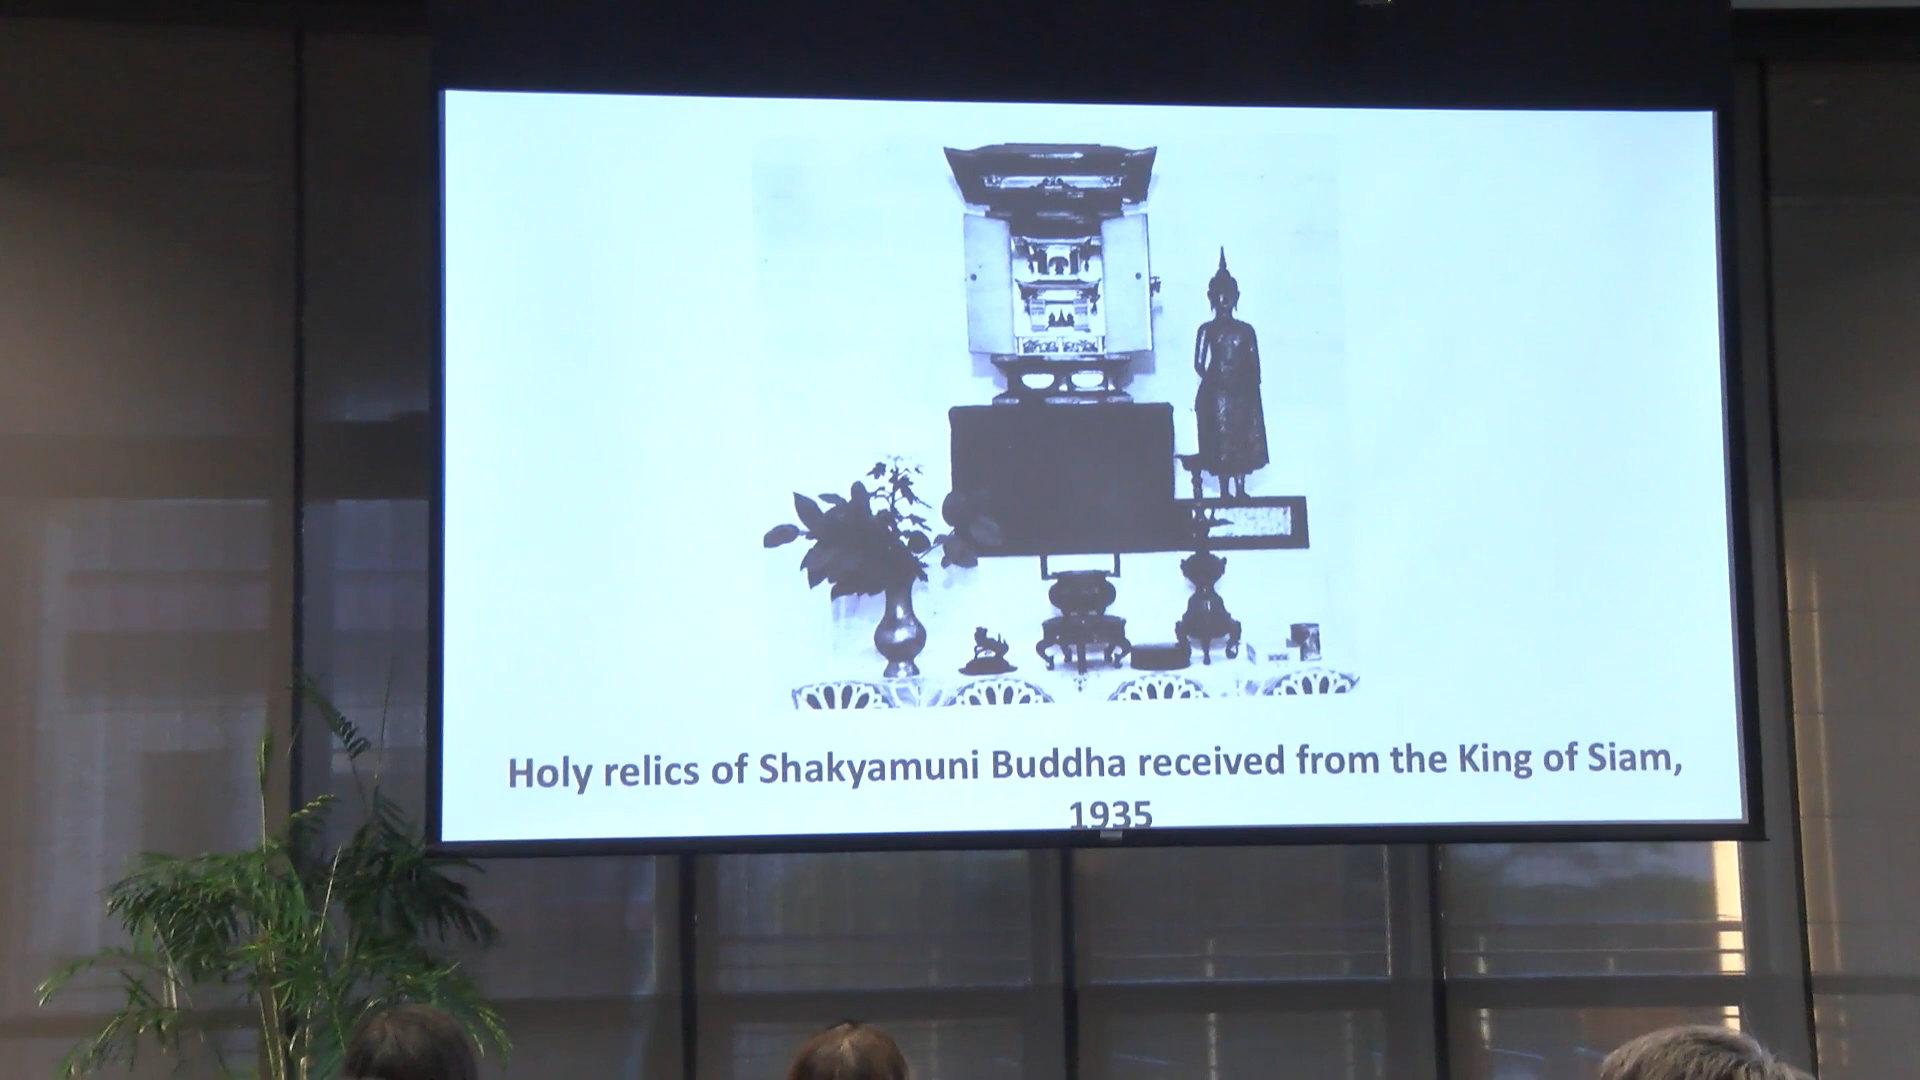 Holy relics of Shakyamuni Buddha received from the King of Siam,
1935